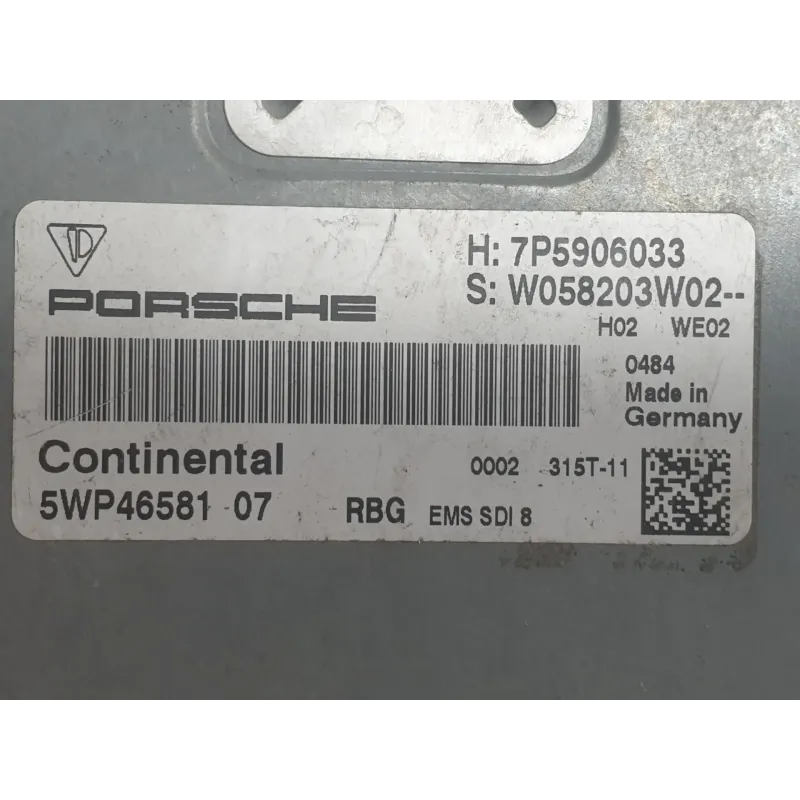 PORSCHE
H: 7P5906033
S: W058203W02--
H02 WE02
0484
Made in
Germany
Continental
0002 315T-11
5WP46581 07 RBG EMS SDI 8